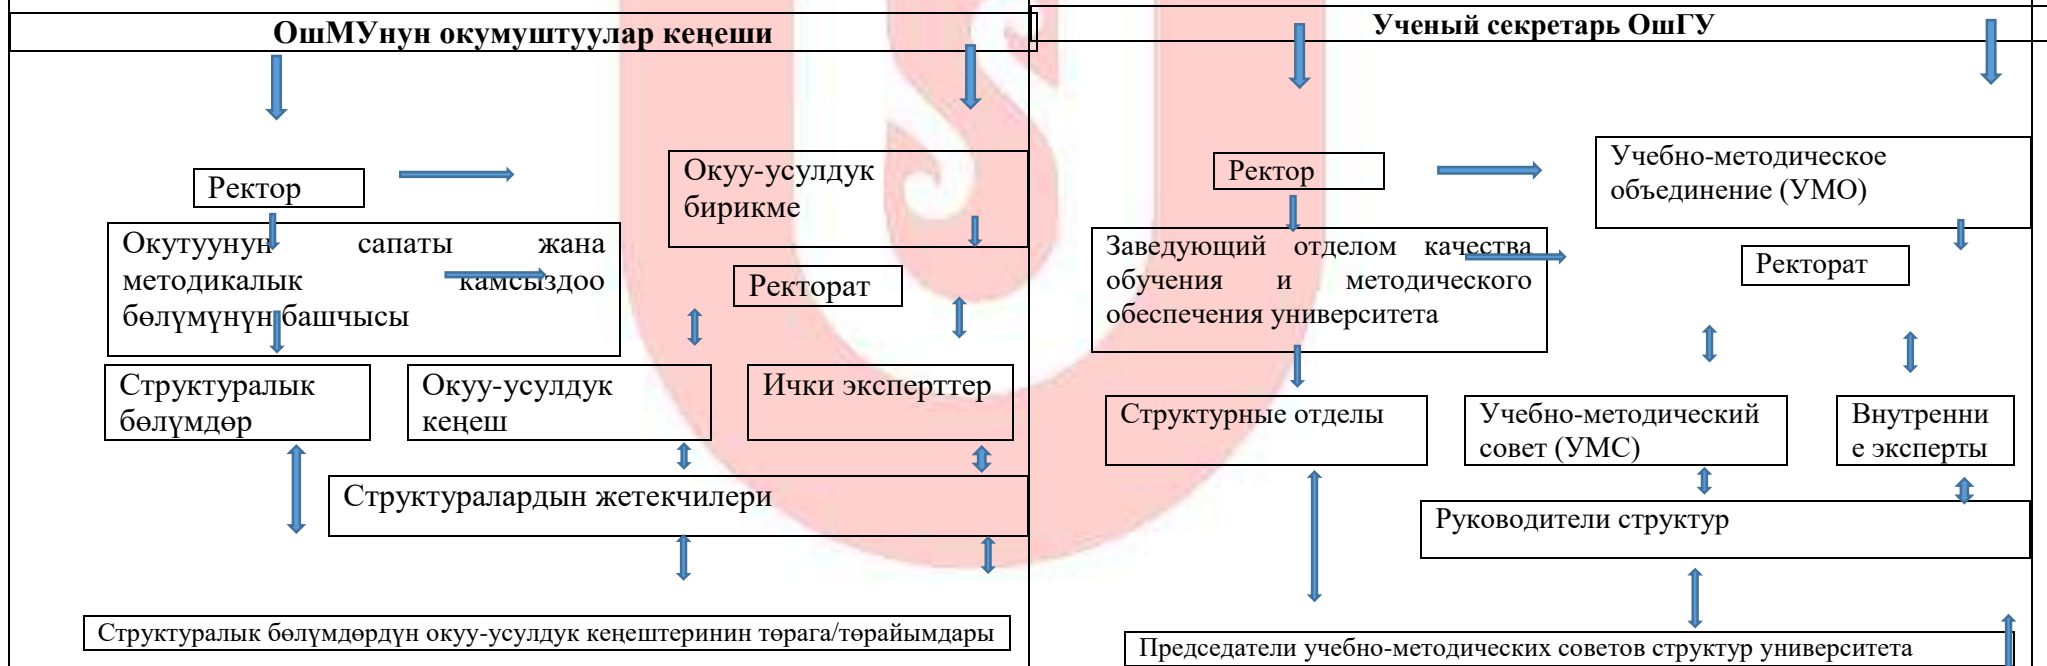 ОшМУнун окумуштуулар кеңеши
Ректор
Окуу-усулдук
бирикме
Окутуунун сапаты жана
методикалык камсыздоо
бөлүмүнүн башчысы
Ректорат
Структуралык
бөлүмдөр
Окуу-усулдук
кеңеш
Ички эксперттер
Структуралардын жетекчилери
Структуралык бөлүмдөрдүн окуу-усулдук кеңештеринин төрага/төрайымдары
Ученый секретарь ОшГУ
Ректор
Учебно-методическое
объединение (УМО)
Заведующий отделом качества
обучения и методического
обеспечения университета
Ректорат
Структурные отделы
Учебно-методический
совет (УМС)
Внутренни
е эксперты
Руководители структур
Председатели учебно-методических советов структур университета